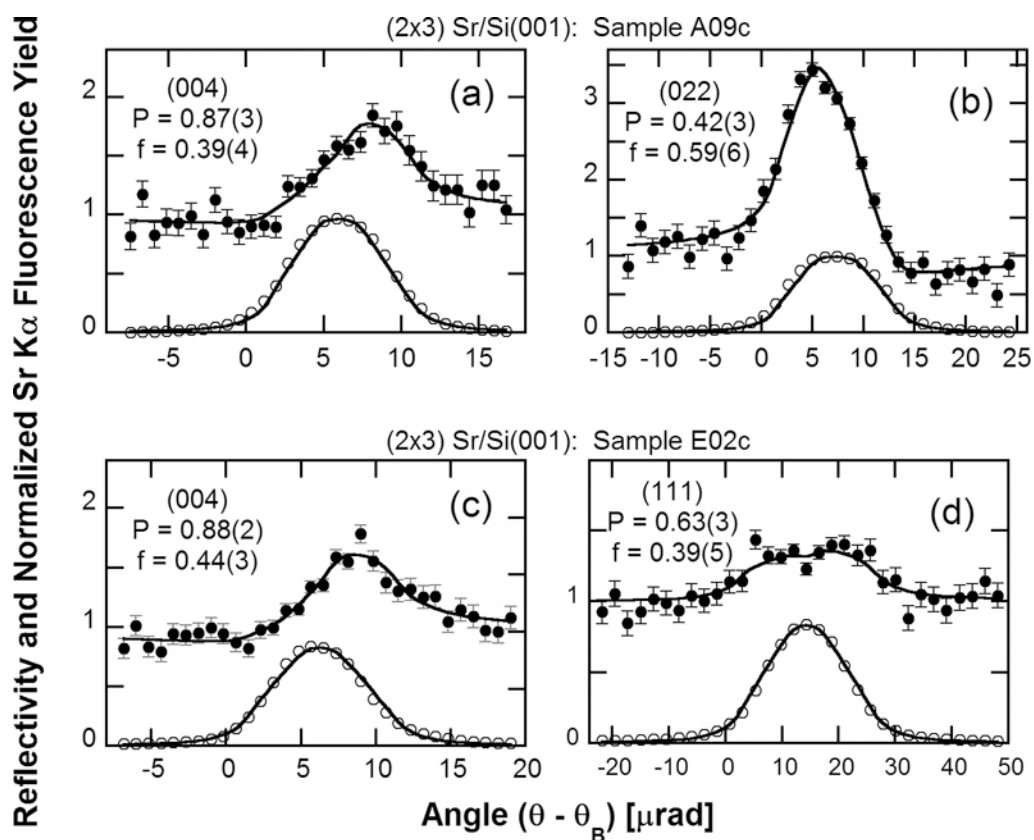 (2x3) Sr/Si(001): Sample A09c
Reflectivity and Normalized Sr Kα Fluorescence Yield
(004)
P = 0.87(3)
f = 0.39(4)
(a)
2
1
0
-5 0 5 10 15
(022)
P = 0.42(3)
f = 0.59(6)
(b)
3
2
1
0
-15 -10 -5 0 5 10 15 20 25
(2x3) Sr/Si(001): Sample E02c
(004)
P = 0.88(2)
f = 0.44(3)
(c)
2
1
0
-5 0 5 10 15 20
(111)
P = 0.63(3)
f = 0.39(5)
(d)
1
0
-20 -10 0 10 20 30 40 50
Angle (θ - θB) [μrad]